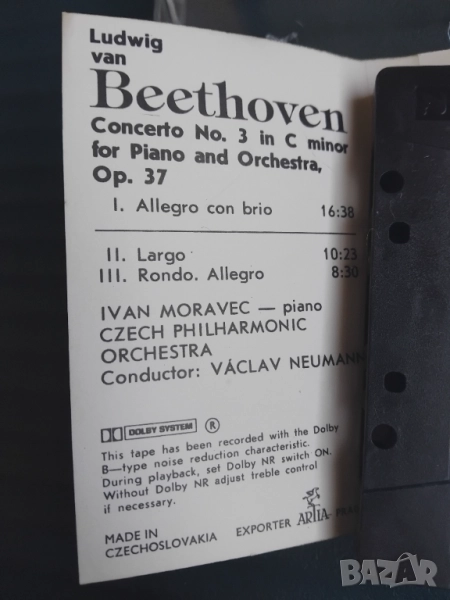 Ludwig
van
Beethoven
Concerto No. 3 in C minor
for Piano and Orchestra,
Op. 37
I. Allegro con brio 16:38
II. Largo 10:23
III. Rondo. Allegro 8:30
IVAN MORAVEC — piano
CZECH PHILHARMONIC
ORCHESTRA
Conductor: VÁCLAV NEUMANN
DOLBY SYSTEM ®
This tape has been recorded with the Dolby
B—type noise reduction characteristic.
During playback, set Dolby NR switch ON.
Without Dolby NR adjust treble control
if necessary.
MADE IN
CZECHOSLOVAKIA EXPORTER ARTIA
BAZAR